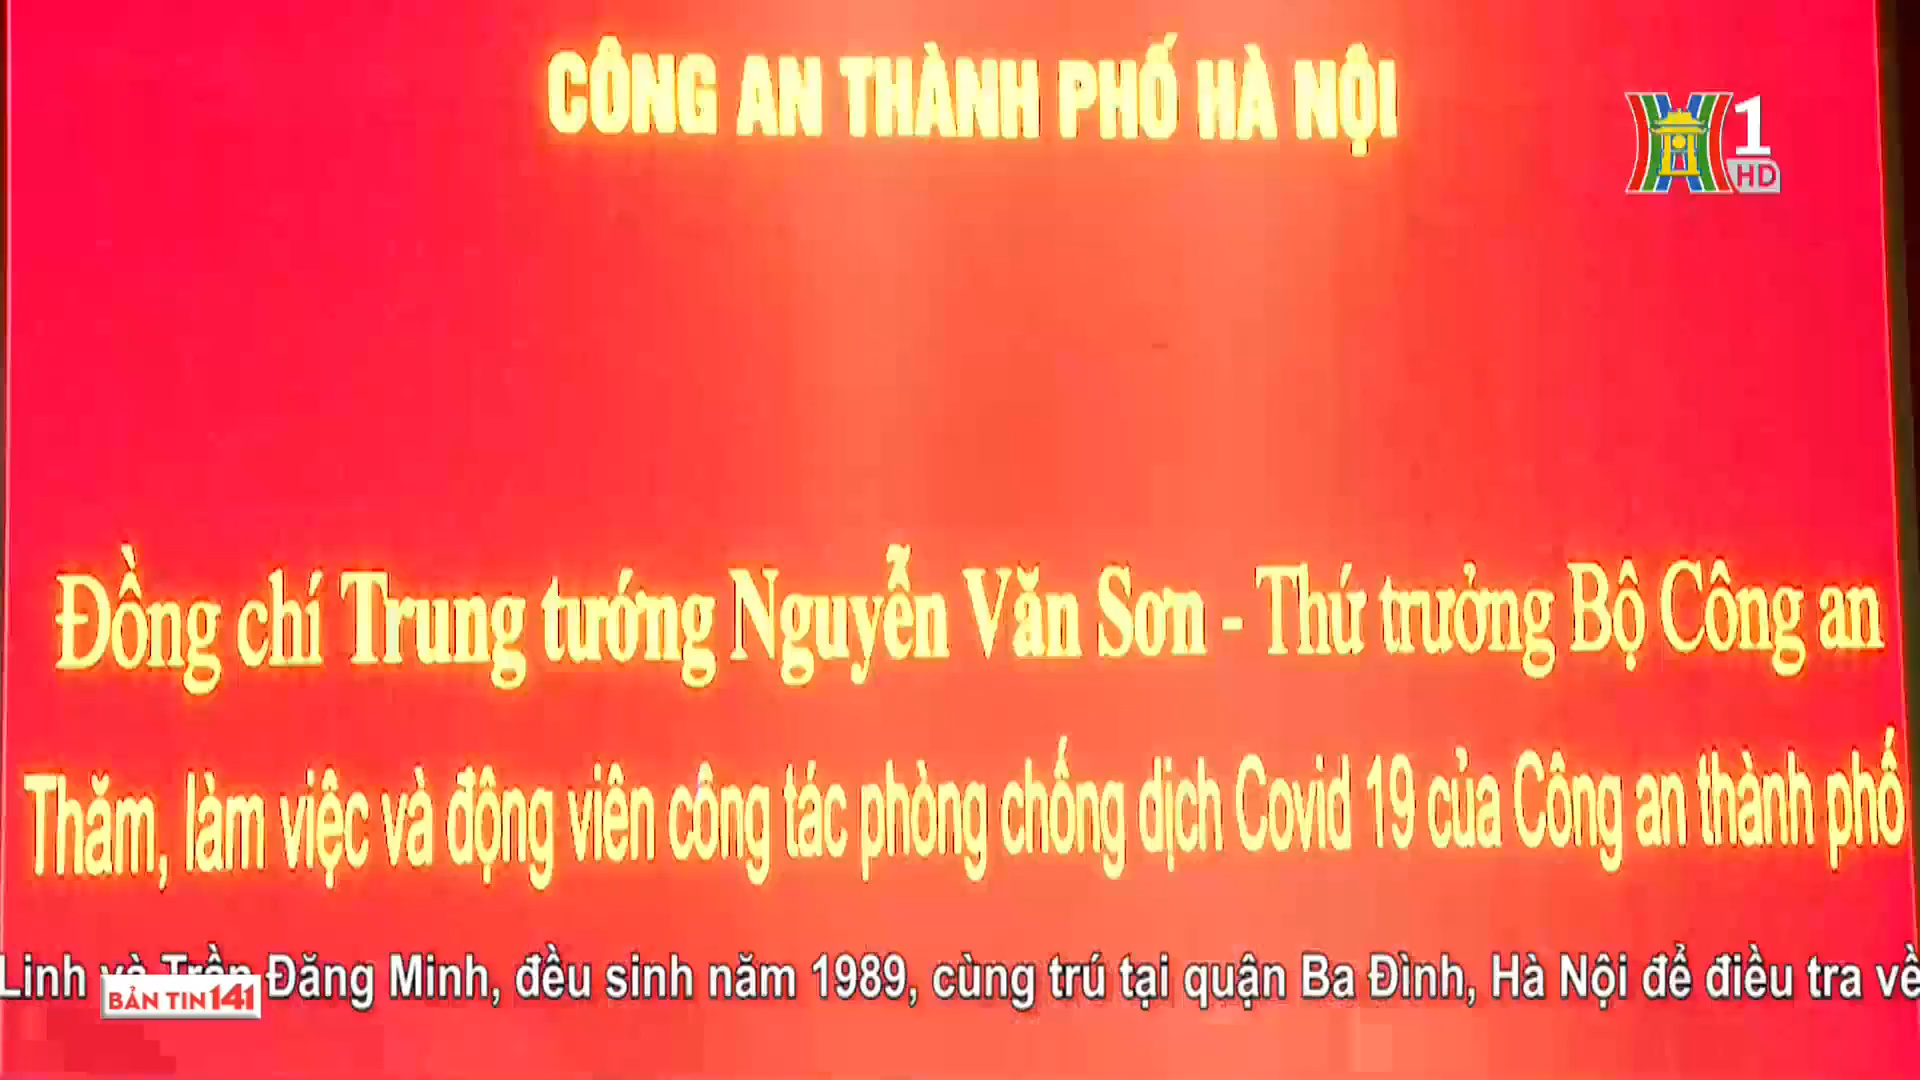 CÔNG AN THÀNH PHỐ HÀ NỘI
1
HD
Đồng chí Trung tướng Nguyễn Văn Sơn - Thứ trưởng Bộ Công an
Thăm, làm việc và động viên công tác phòng chống dịch Covid 19 của Công an thành phố
Linh và Trần Đăng Minh, đều sinh năm 1989, cùng trú tại quận Ba Đình, Hà Nội để điều tra về
BẢN TIN 141